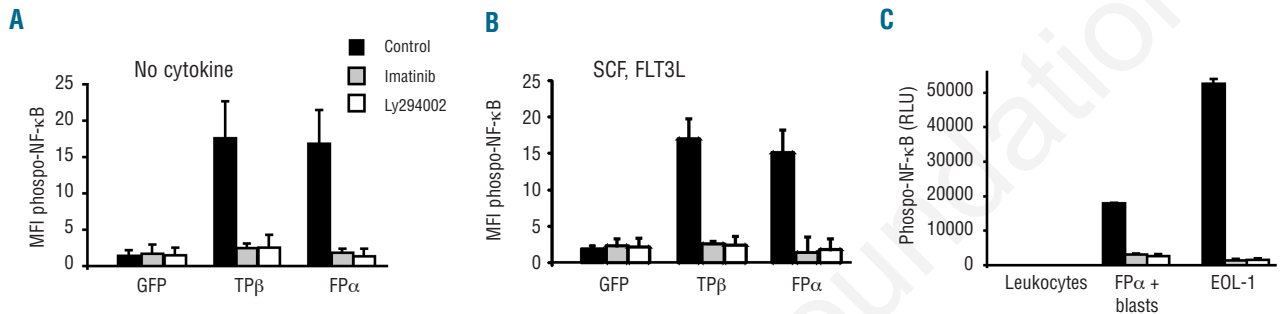 A
No cytokine
MFI phospo-NF-κB
25
20
15
10
5
0
GFP TPβ FPα
Control
Imatinib
Ly294002
B
SCF, FLT3L
MFI phospo-NF-κB
25
20
15
10
5
0
GFP TPβ FPα
C
Phospo-NF-κB (RLU)
50000
40000
30000
20000
10000
0
Leukocytes FPα + EOL-1
blasts
oundation